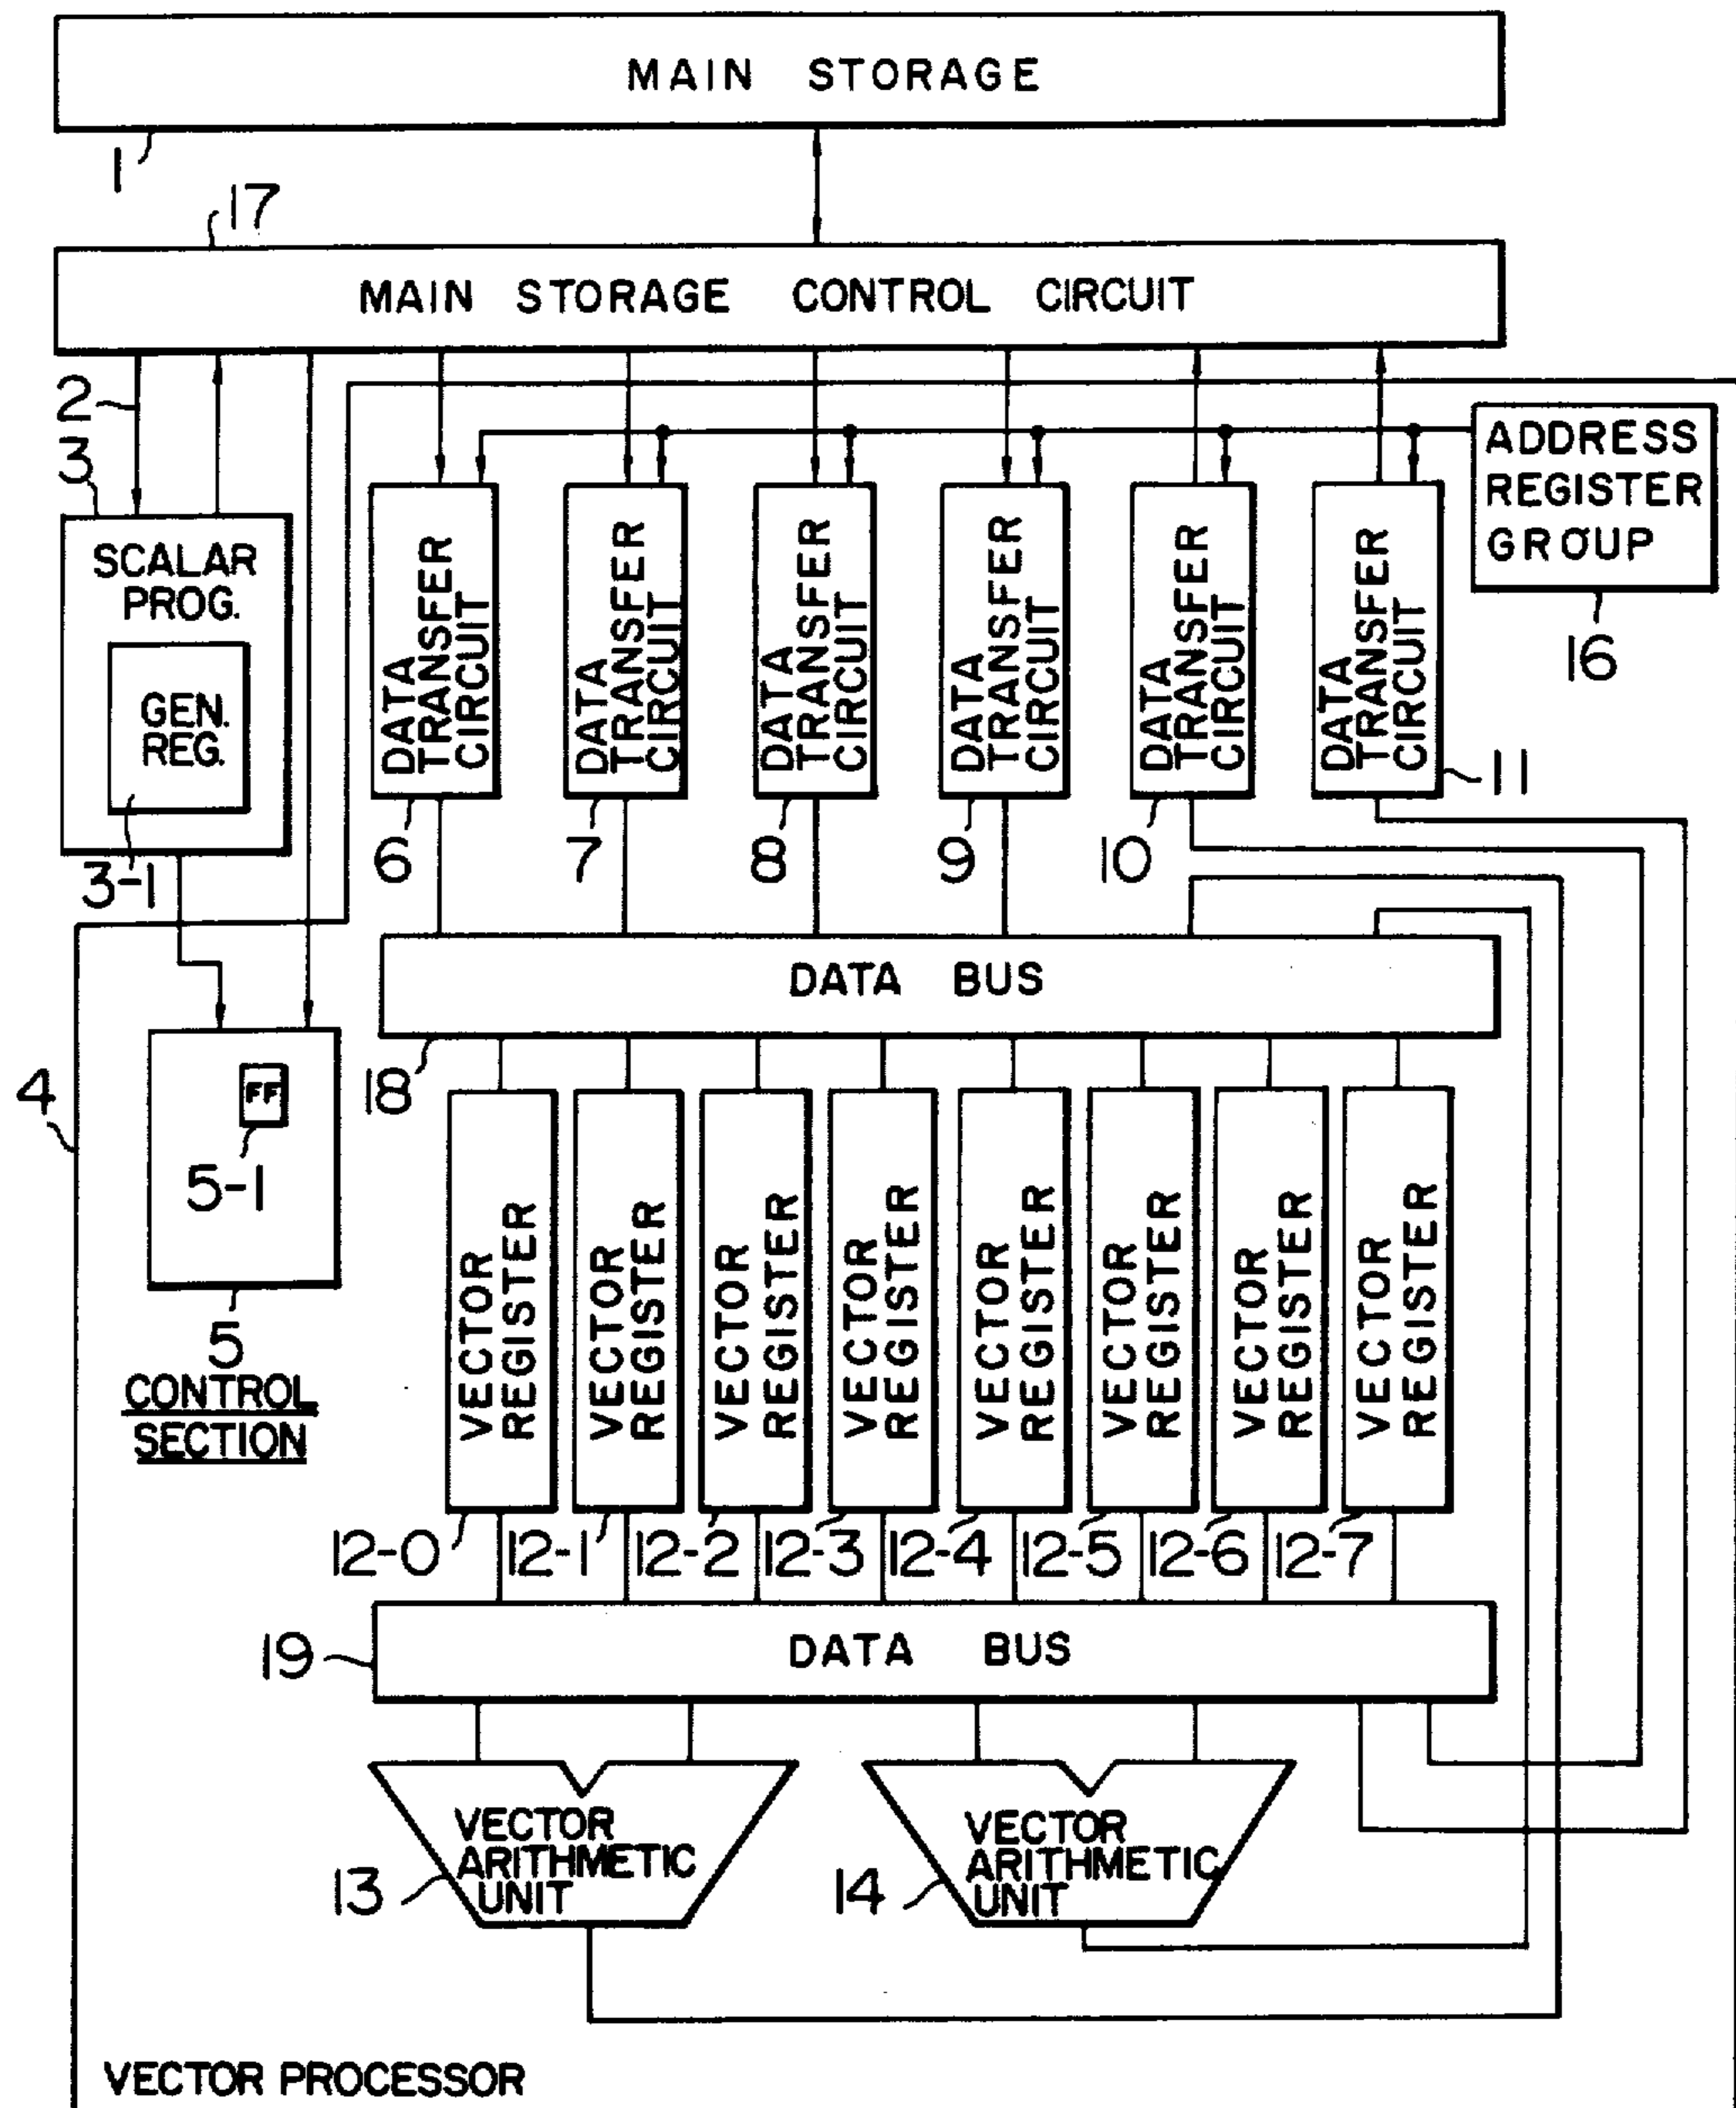 MAIN STORAGE
1
17
MAIN STORAGE CONTROL CIRCUIT
2
3
SCALAR
PROG.
GEN.
REG.
3-1
DATA
TRANSFER
CIRCUIT
DATA
TRANSFER
CIRCUIT
DATA
TRANSFER
CIRCUIT
DATA
TRANSFER
CIRCUIT
DATA
TRANSFER
CIRCUIT
DATA
TRANSFER
CIRCUIT
ADDRESS
REGISTER
GROUP
16
6
7
8
9
10
11
DATA BUS
18
4
FF
5-1
5
CONTROL
SECTION
VECTOR
REGISTER
VECTOR
REGISTER
VECTOR
REGISTER
VECTOR
REGISTER
VECTOR
REGISTER
VECTOR
REGISTER
VECTOR
REGISTER
VECTOR
REGISTER
12-0
12-1
12-2
12-3
12-4
12-5
12-6
12-7
DATA BUS
19
VECTOR
ARITHMETIC
UNIT
13
VECTOR
ARITHMETIC
UNIT
14
VECTOR PROCESSOR